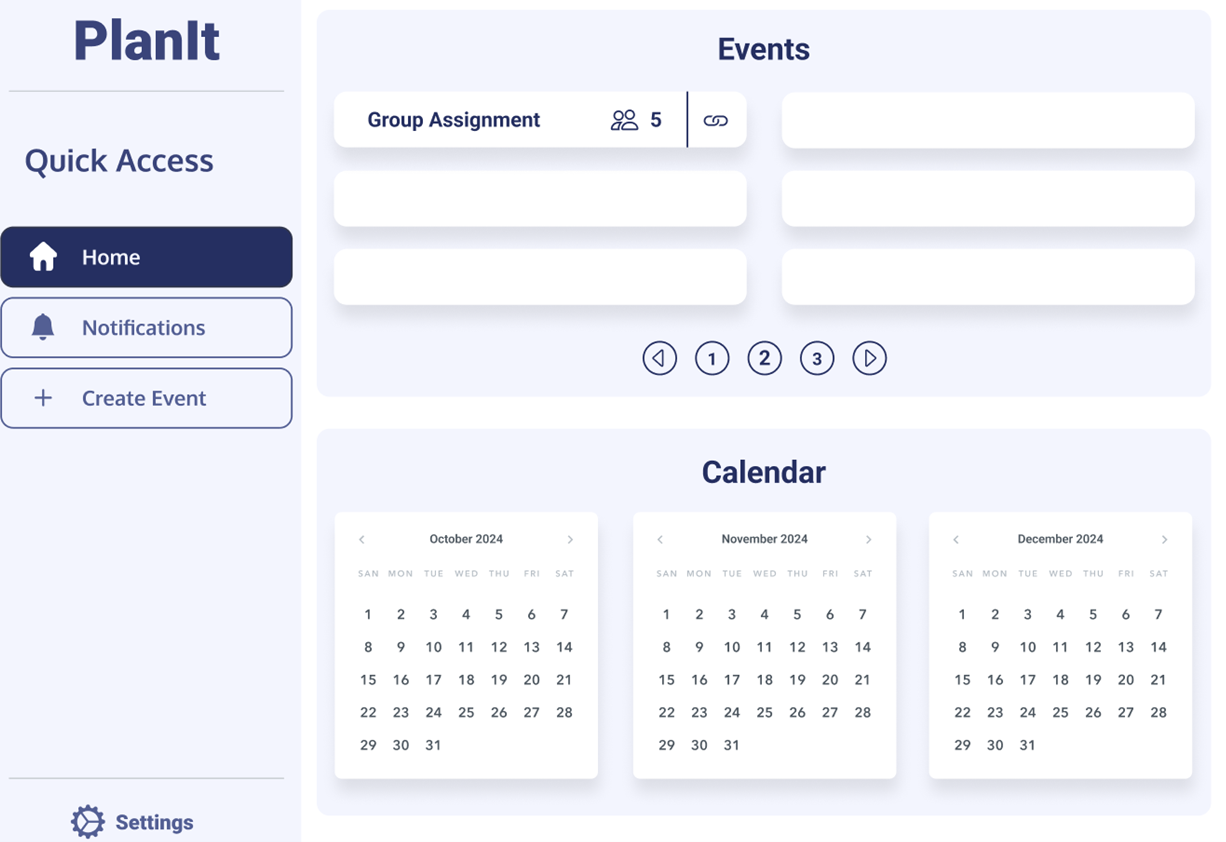 PlanIt
Quick Access
Home
Notifications
Create Event
Settings
Events
Group Assignment 5
1 2 3
Calendar
October 2024
SAN MON TUE WED THU FRI SAT
1 2 3 4 5 6 7
8 9 10 11 12 13 14
15 16 17 18 19 20 21
22 23 24 25 26 27 28
29 30 31
November 2024
SAN MON TUE WED THU FRI SAT
1 2 3 4 5 6 7
8 9 10 11 12 13 14
15 16 17 18 19 20 21
22 23 24 25 26 27 28
29 30 31
December 2024
SAN MON TUE WED THU FRI SAT
1 2 3 4 5 6 7
8 9 10 11 12 13 14
15 16 17 18 19 20 21
22 23 24 25 26 27 28
29 30 31